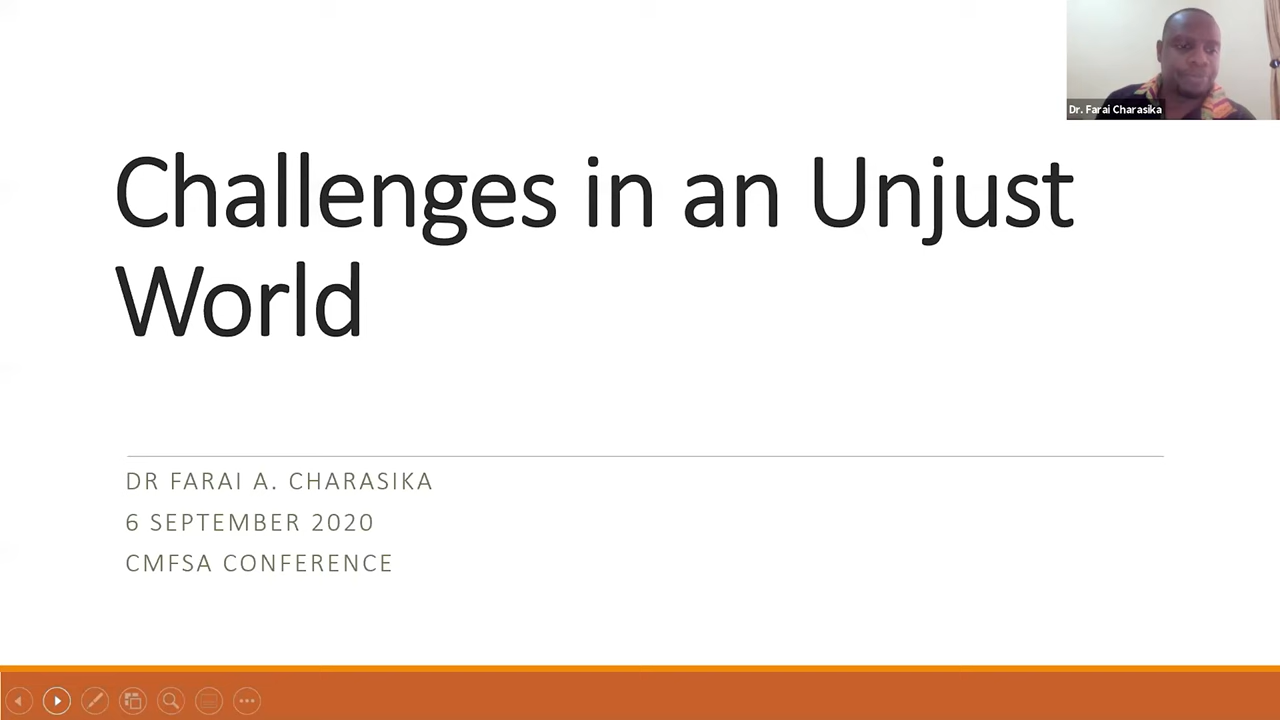 Dr. Farai Charasika
Challenges in an Unjust
World
DR FARAI A. CHARASIKA
6 SEPTEMBER 2020
CMFSA CONFERENCE